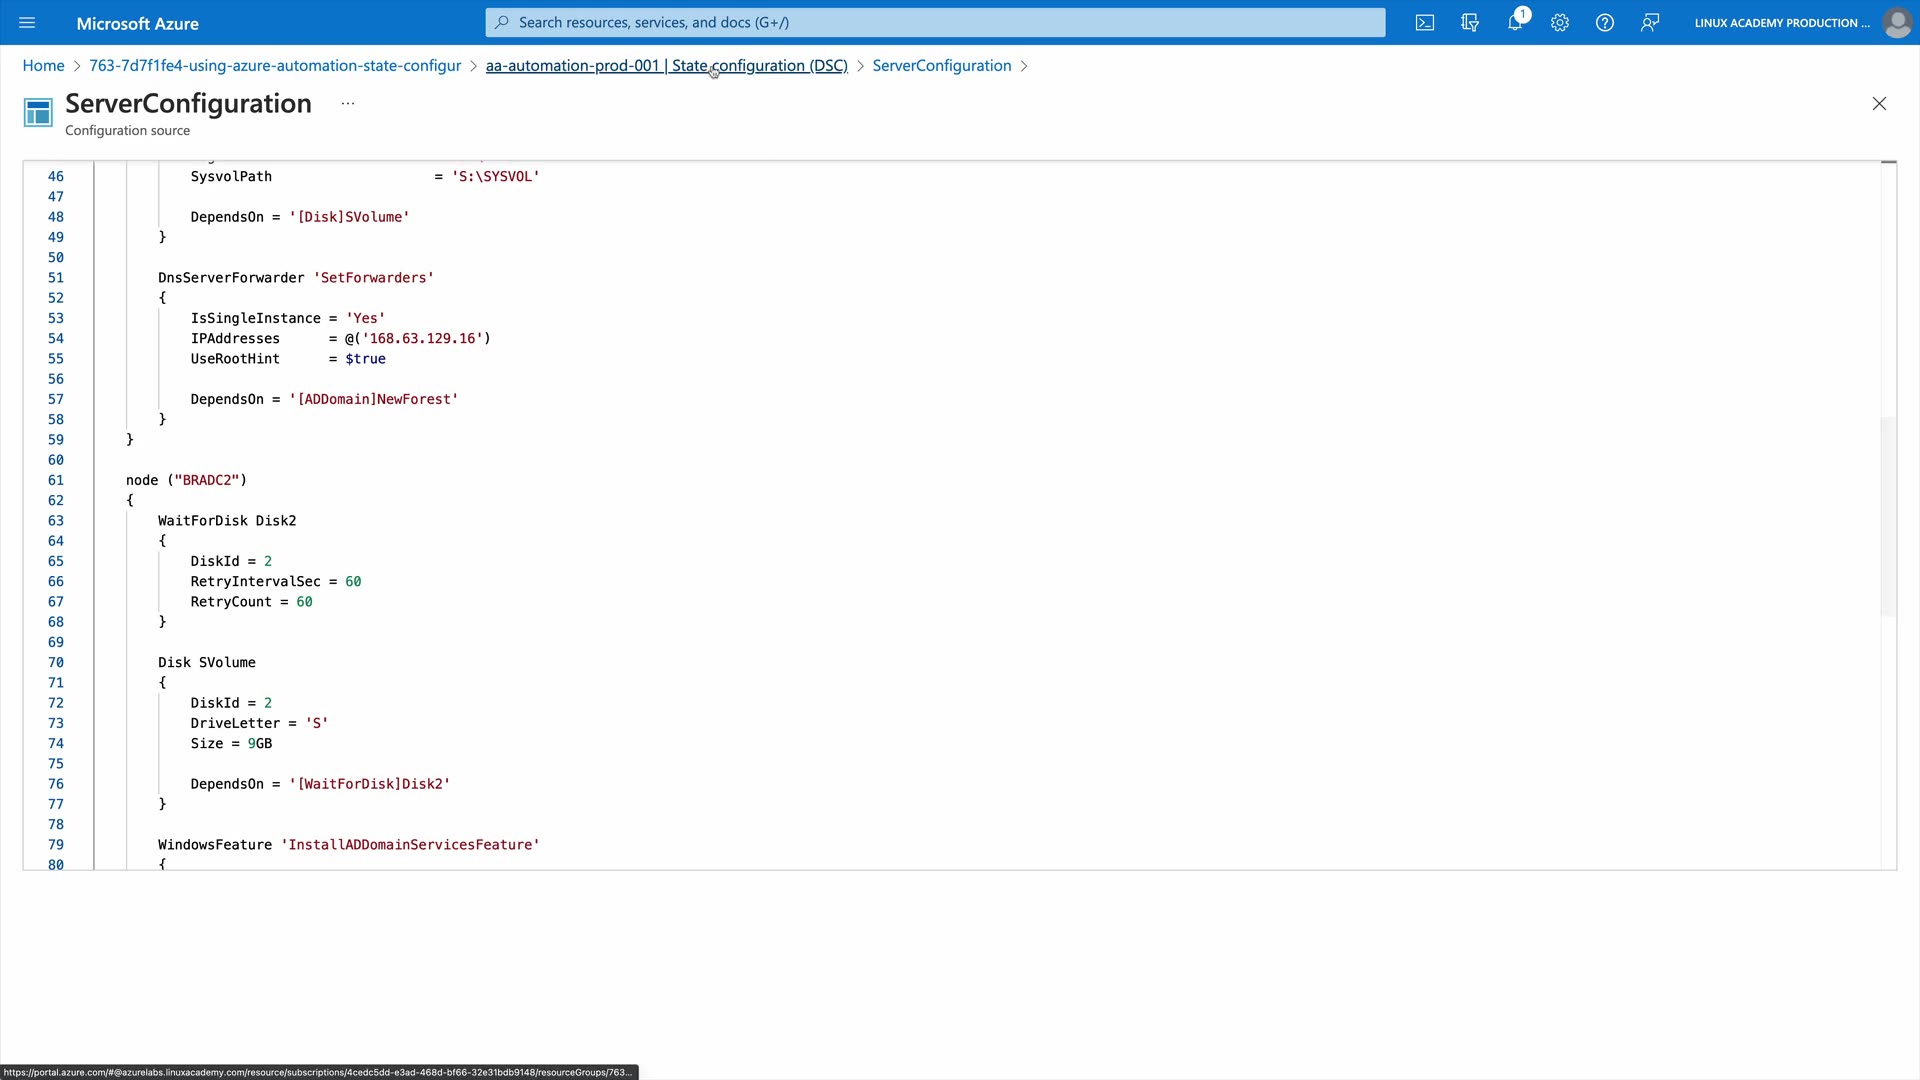 Microsoft Azure
Search resources, services, and docs (G+/)
1
LINUX ACADEMY PRODUCTION ...
Home > 763-7d7f1fe4-using-azure-automation-state-configur > aa-automation-prod-001 | State configuration (DSC) > ServerConfiguration >
ServerConfiguration ...
Configuration source
46 SysvolPath = 'S:\SYSVOL'
47
48 DependsOn = '[Disk]SVolume'
49 }
50
51 DnsServerForwarder 'SetForwarders'
52 {
53 IsSingleInstance = 'Yes'
54 IPAddresses = @('168.63.129.16')
55 UseRootHint = $true
56
57 DependsOn = '[ADDomain]NewForest'
58 }
59 }
60
61 node ("BRADC2")
62 {
63 WaitForDisk Disk2
64 {
65 DiskId = 2
66 RetryIntervalSec = 60
67 RetryCount = 60
68 }
69
70 Disk SVolume
71 {
72 DiskId = 2
73 DriveLetter = 'S'
74 Size = 9GB
75
76 DependsOn = '[WaitForDisk]Disk2'
77 }
78
79 WindowsFeature 'InstallADDomainServicesFeature'
80 {
https://portal.azure.com/#@azurelabs.linuxacademy.com/resource/subscriptions/4cedc5dd-e3ad-468d-bf66-32e31bdb9148/resourceGroups/763...